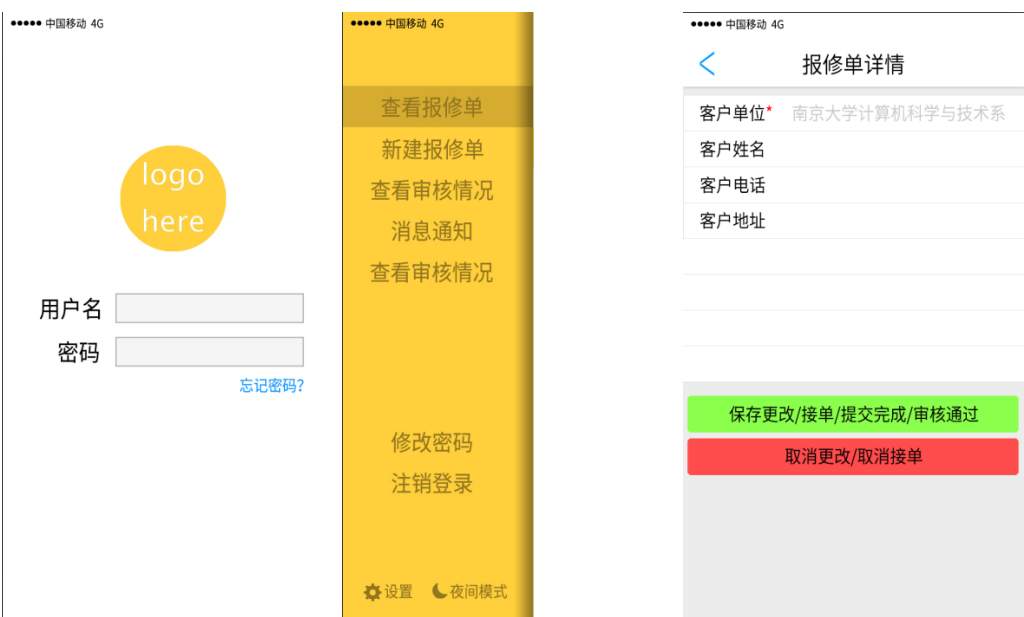 ●●●●● 中国移动 4G
logo
here
用户名
密码
忘记密码?
●●●●● 中国移动 4G
查看报修单
新建报修单
查看审核情况
消息通知
查看审核情况
修改密码
注销登录
设置 夜间模式
●●●●● 中国移动 4G
报修单详情
客户单位* 南京大学计算机科学与技术系
客户姓名
客户电话
客户地址
保存更改/接单/提交完成/审核通过
取消更改/取消接单